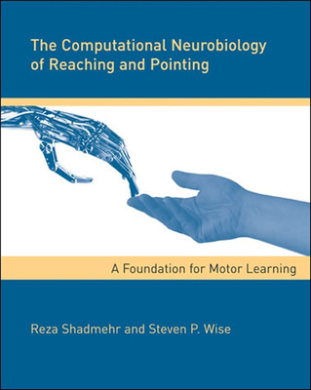 The Computational Neurobiology
of Reaching and Pointing
A Foundation for Motor Learning
Reza Shadmehr and Steven P. Wise